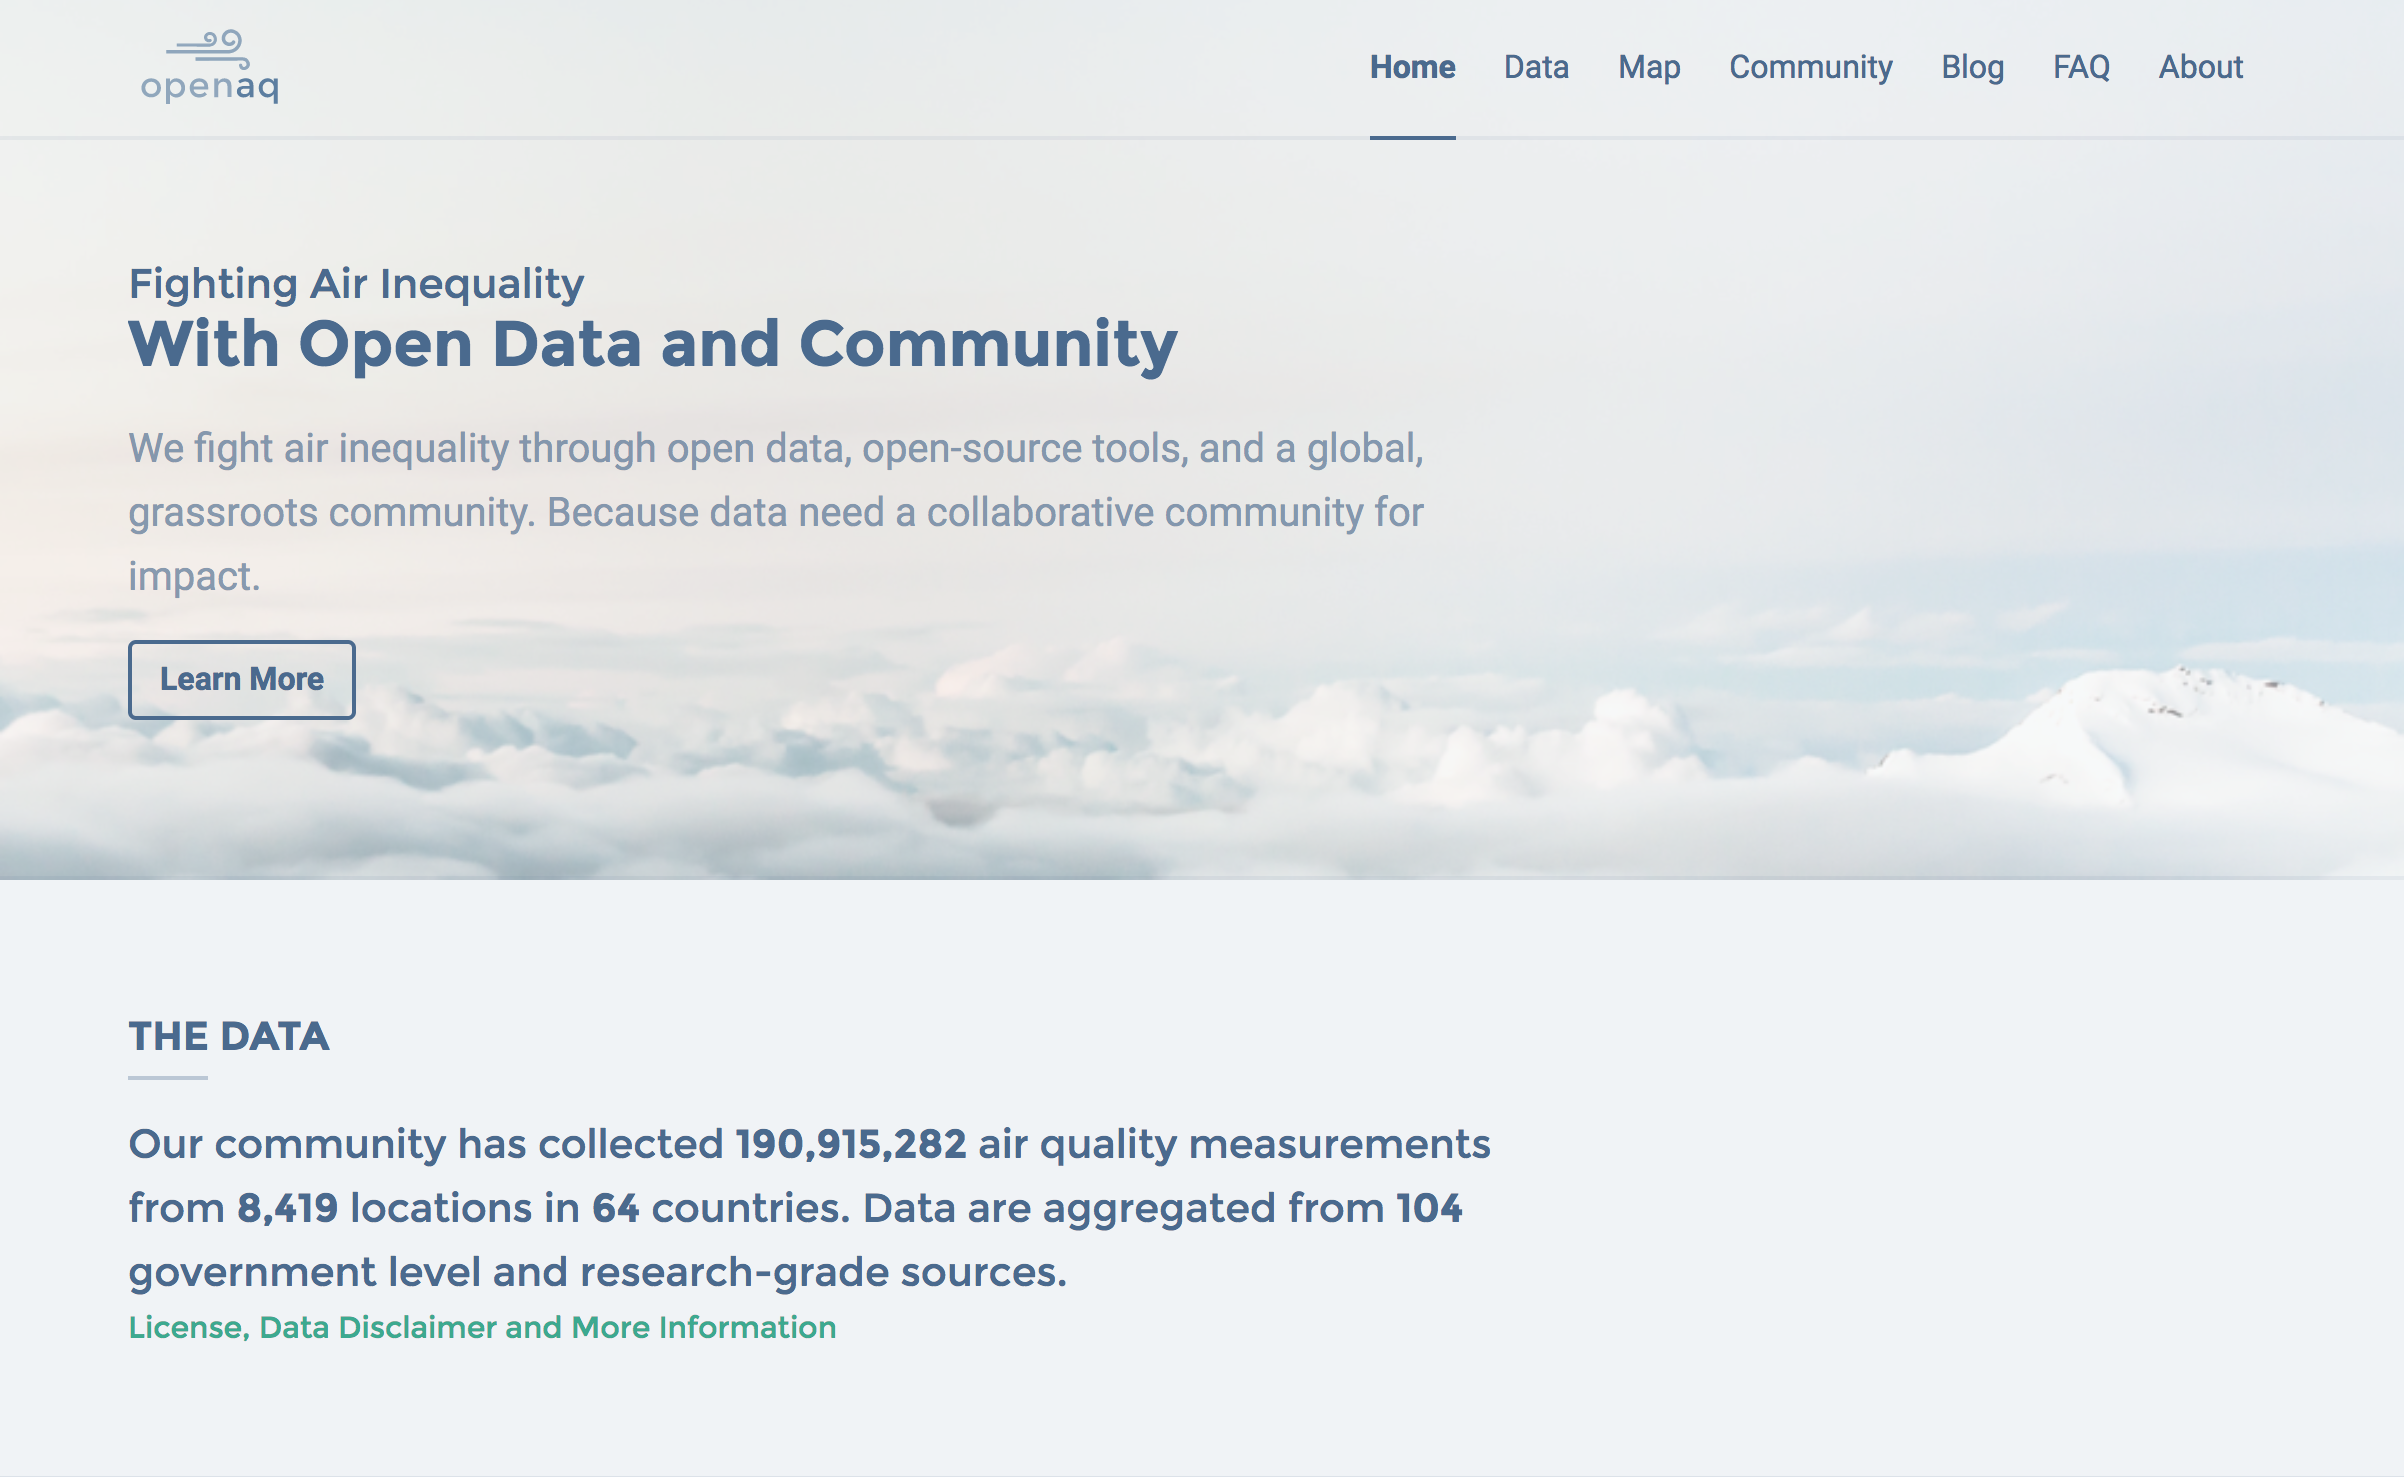 openaq
Home Data Map Community Blog FAQ About
Fighting Air Inequality
With Open Data and Community
We fight air inequality through open data, open-source tools, and a global,
grassroots community. Because data need a collaborative community for
impact.
Learn More
THE DATA
Our community has collected 190,915,282 air quality measurements
from 8,419 locations in 64 countries. Data are aggregated from 104
government level and research-grade sources.
License, Data Disclaimer and More Information